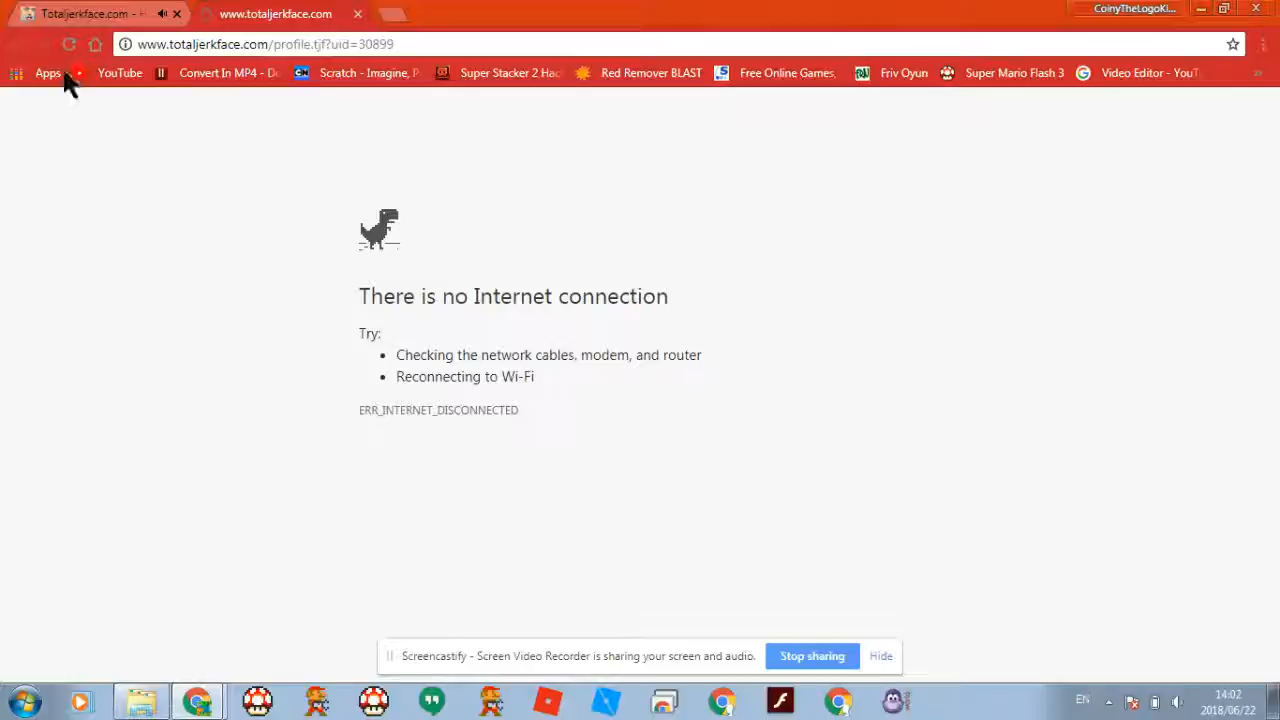 Totaljerkface.com - H
www.totaljerkface.com
CoinyTheLogoKi...
www.totaljerkface.com/profile.tjf?uid=30899
Apps
YouTube
Convert In MP4 - Do
Scratch - Imagine, P
Super Stacker 2 Hac
Red Remover BLAST
Free Online Games,
Friv Oyun
Super Mario Flash 3
Video Editor - YouT
There is no Internet connection
Try:
• Checking the network cables, modem, and router
• Reconnecting to Wi-Fi
ERR_INTERNET_DISCONNECTED
Screencastify - Screen Video Recorder is sharing your screen and audio.
Stop sharing
Hide
EN
14:02
2018/06/22